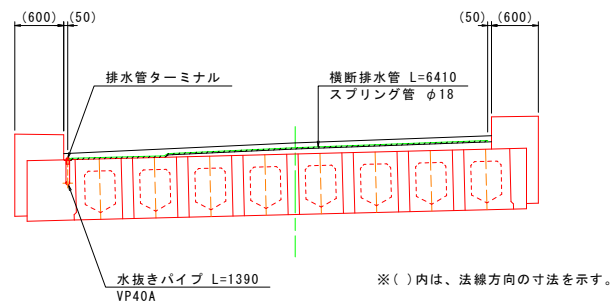 (600) (50) (50) (600)
排水管ターミナル
横断排水管 L=6410
スプリング管 φ18
水抜きパイプ L=1390
VP40A
※( )内は、法線方向の寸法を示す。